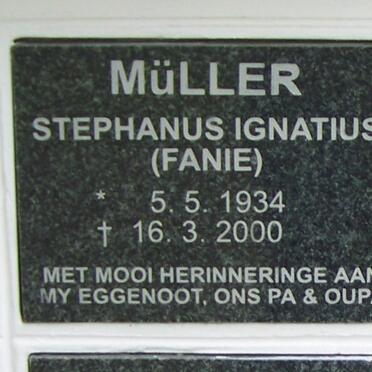 MüLLER
STEPHANUS IGNATIUS
(FANIE)
* 5. 5. 1934
† 16. 3. 2000
MET MOOI HERINNERINGE AAN
MY EGGENOOT, ONS PA & OUPA